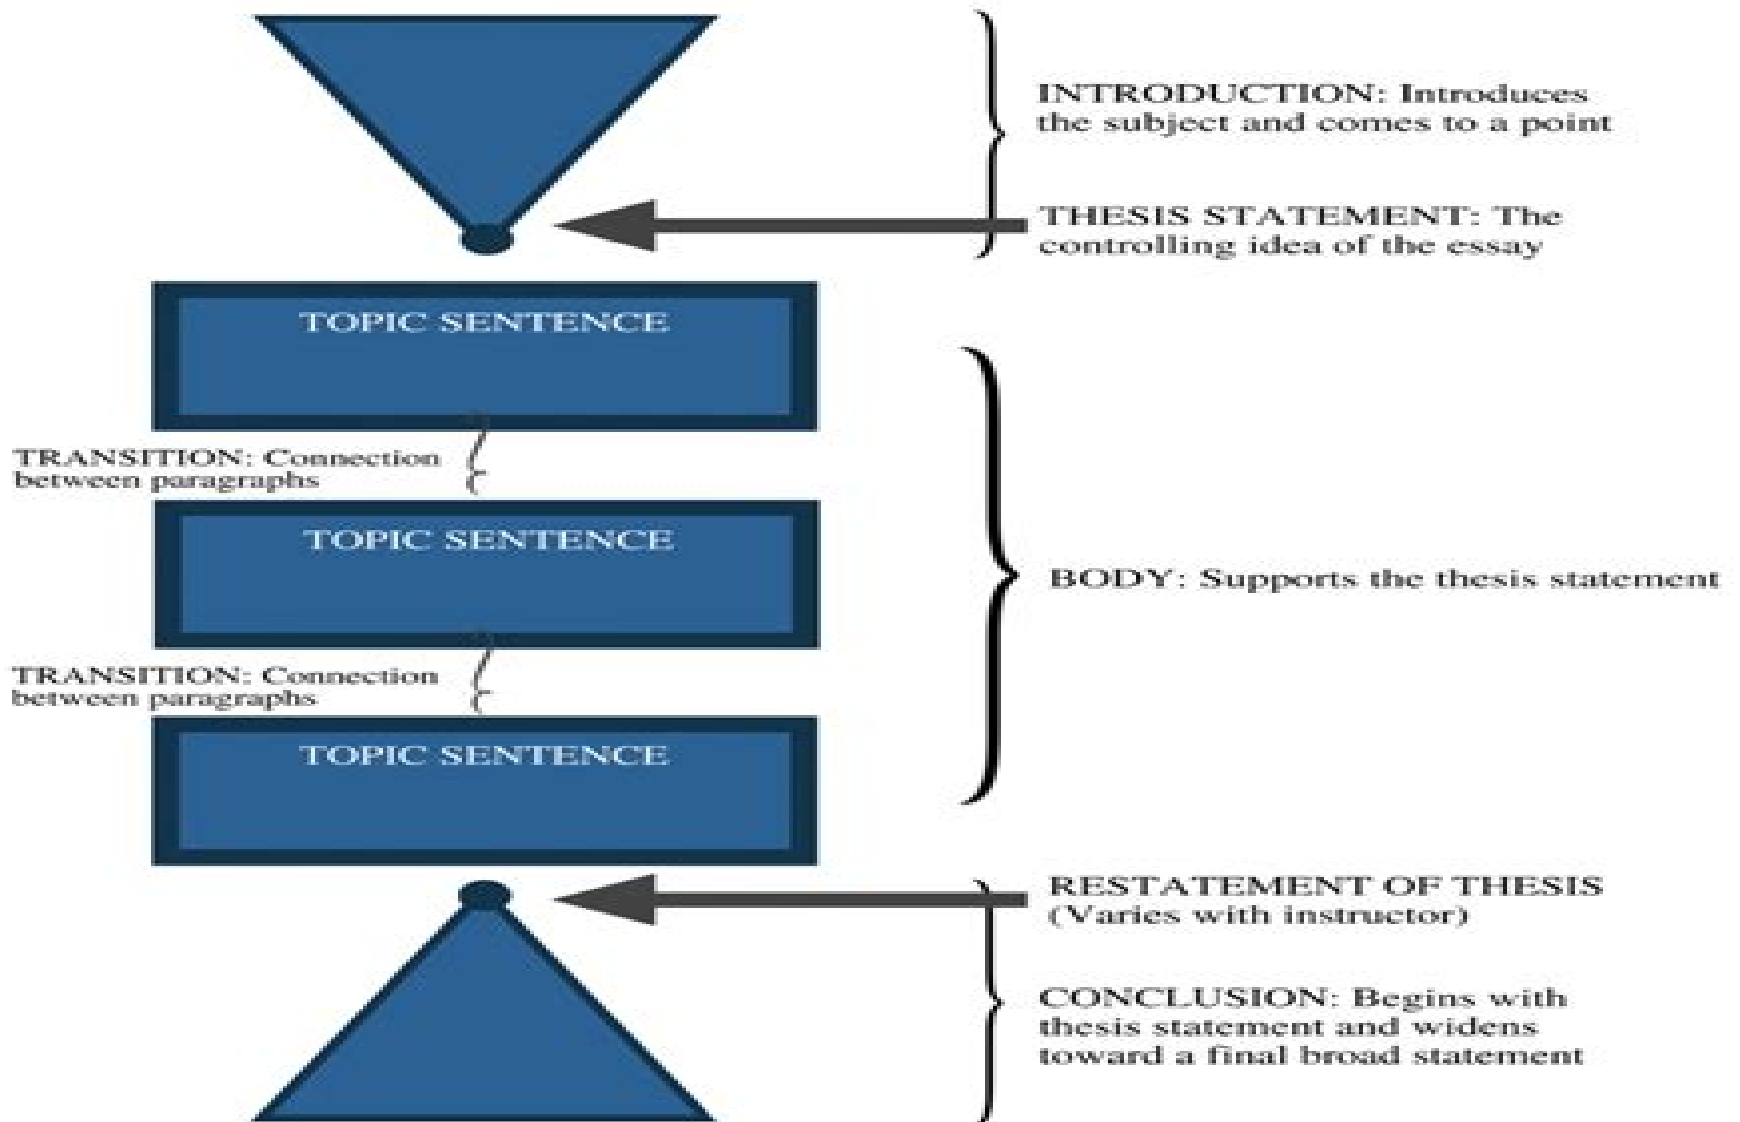 INTRODUCTION: Introduces
the subject and comes to a point
THESIS STATEMENT: The
controlling idea of the essay
TOPIC SENTENCE
TRANSITION: Connection
between paragraphs
TOPIC SENTENCE
BODY: Supports the thesis statement
TRANSITION: Connection
between paragraphs
TOPIC SENTENCE
RESTATEMENT OF THESIS
(Varies with instructor)
CONCLUSION: Begins with
thesis statement and widens
toward a final broad statement